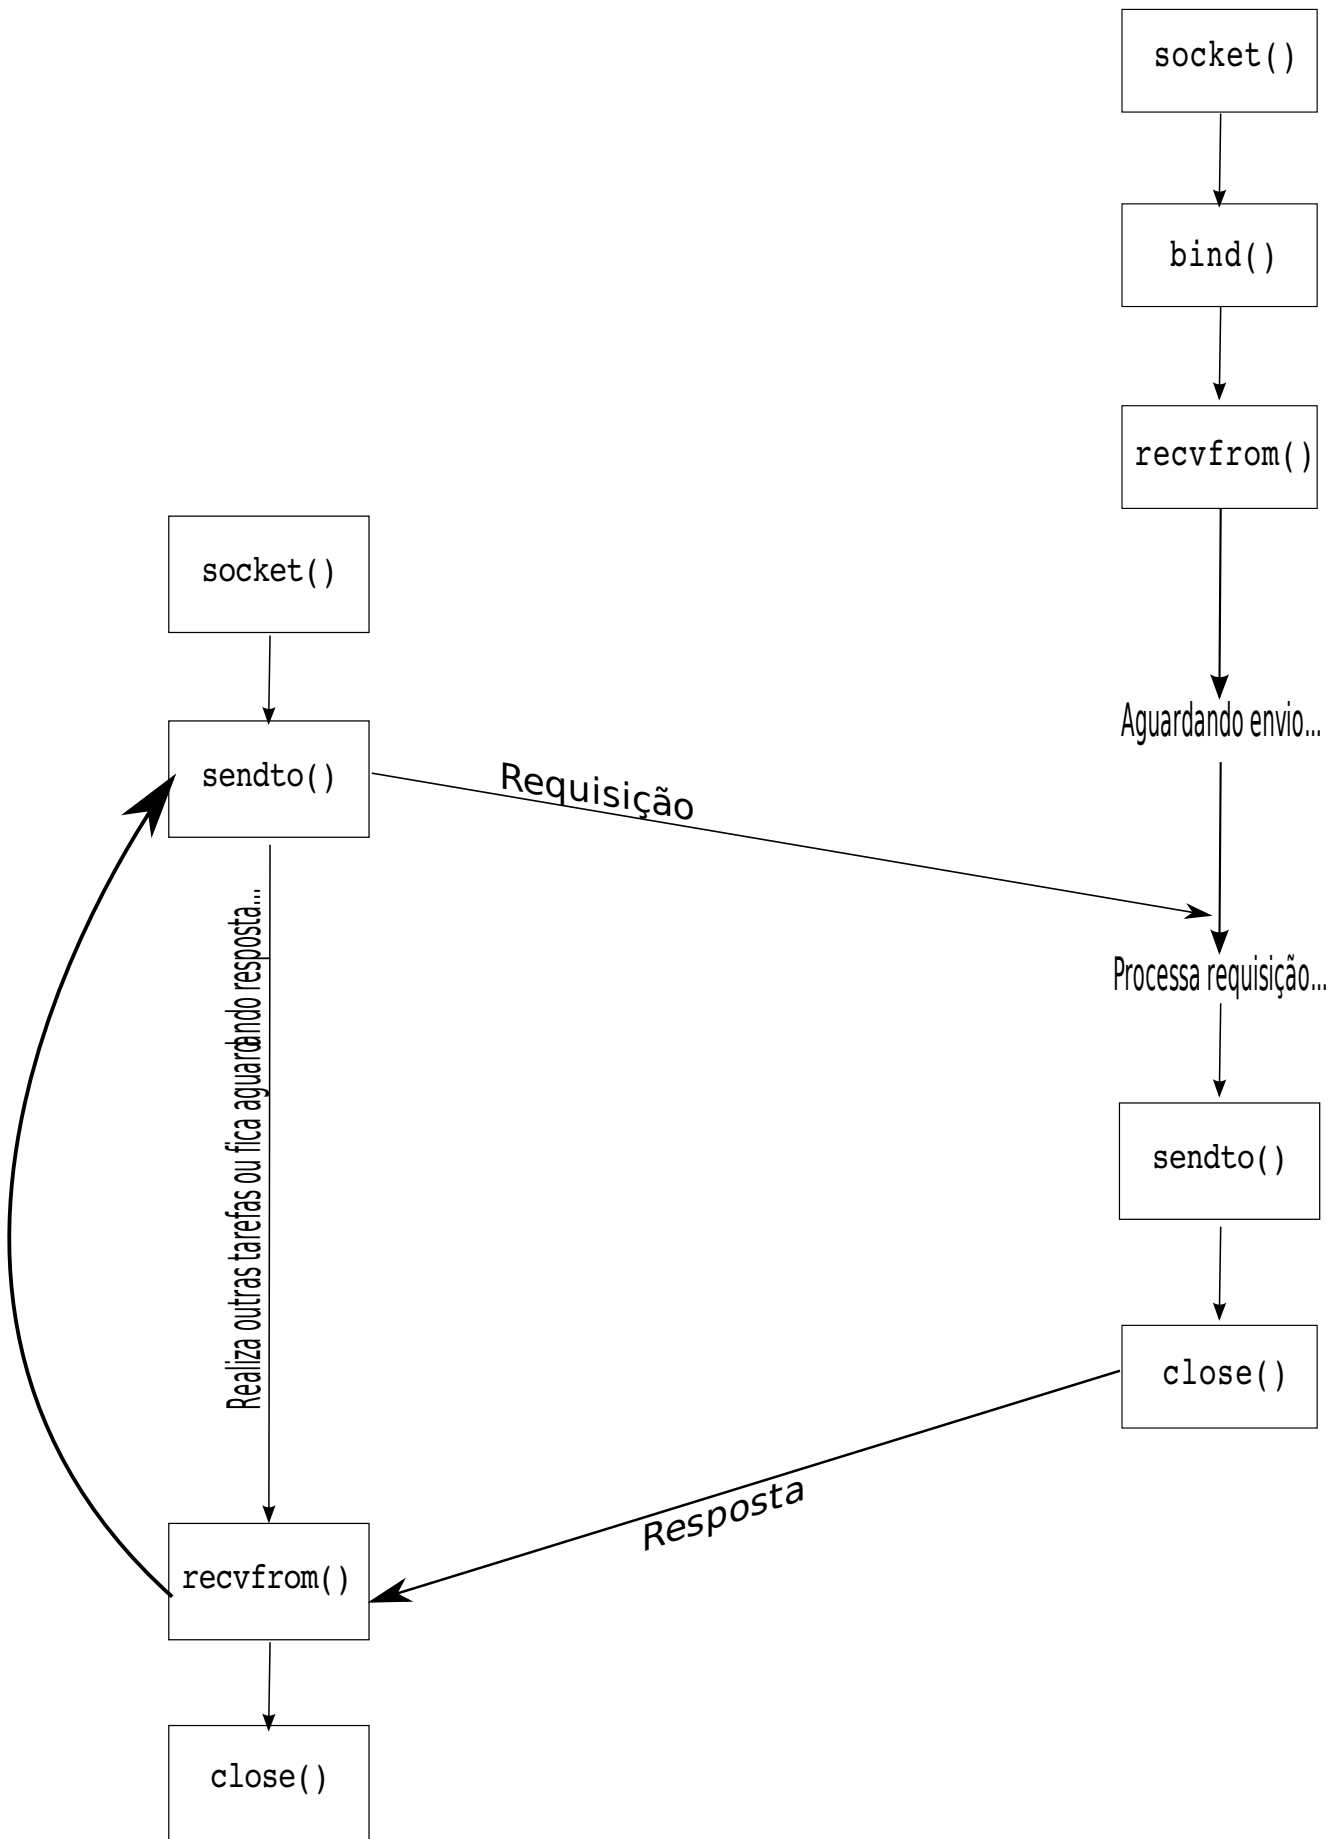 socket()
bind()
recvfrom()
socket()
Aguardando envio...
sendto()
Requisição
Realiza outras tarefas ou fica aguardando resposta...
Processa requisição...
sendto()
close()
Resposta
recvfrom()
close()